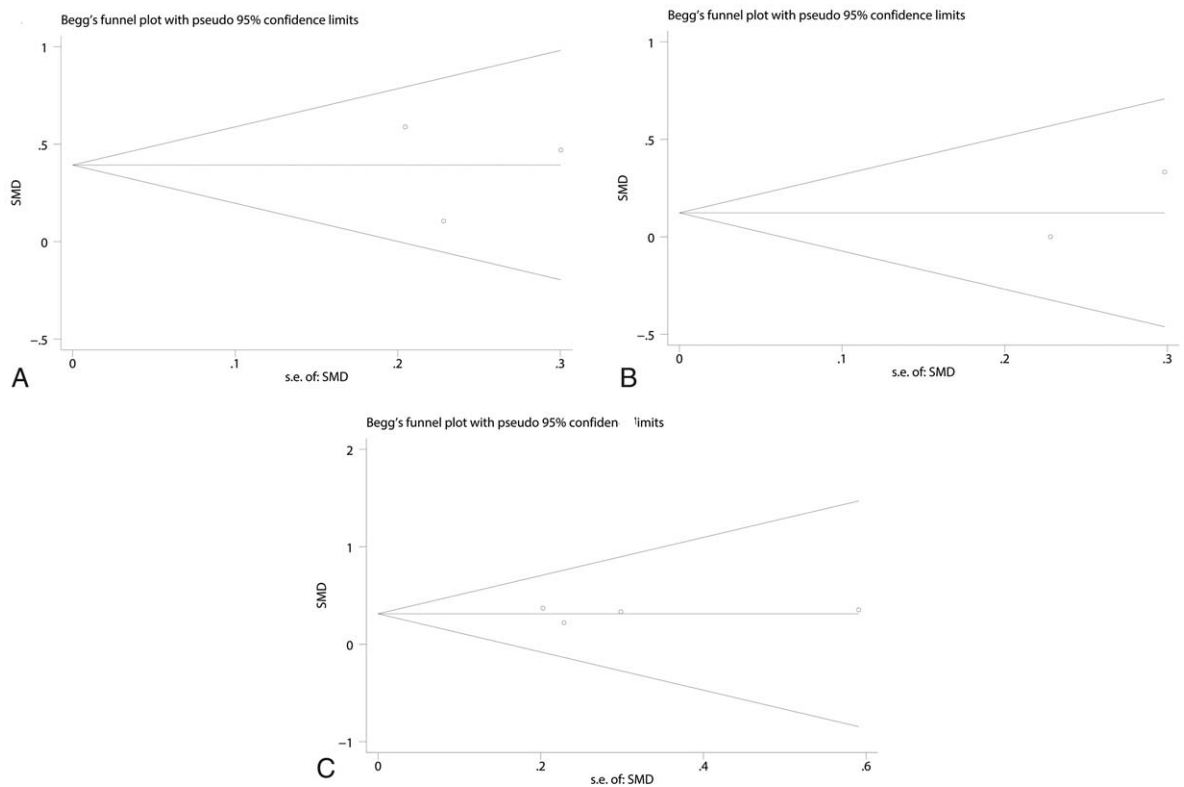 Begg's funnel plot with pseudo 95% confidence limits
1
.5
0
-.5
SMD
0 .1 .2 .3
s.e. of: SMD
A
Begg's funnel plot with pseudo 95% confidence limits
1
.5
0
-.5
SMD
0 .1 .2 .3
s.e. of: SMD
B
Begg's funnel plot with pseudo 95% confiden limits
2
1
0
-1
SMD
0 .2 .4 .6
s.e. of: SMD
C